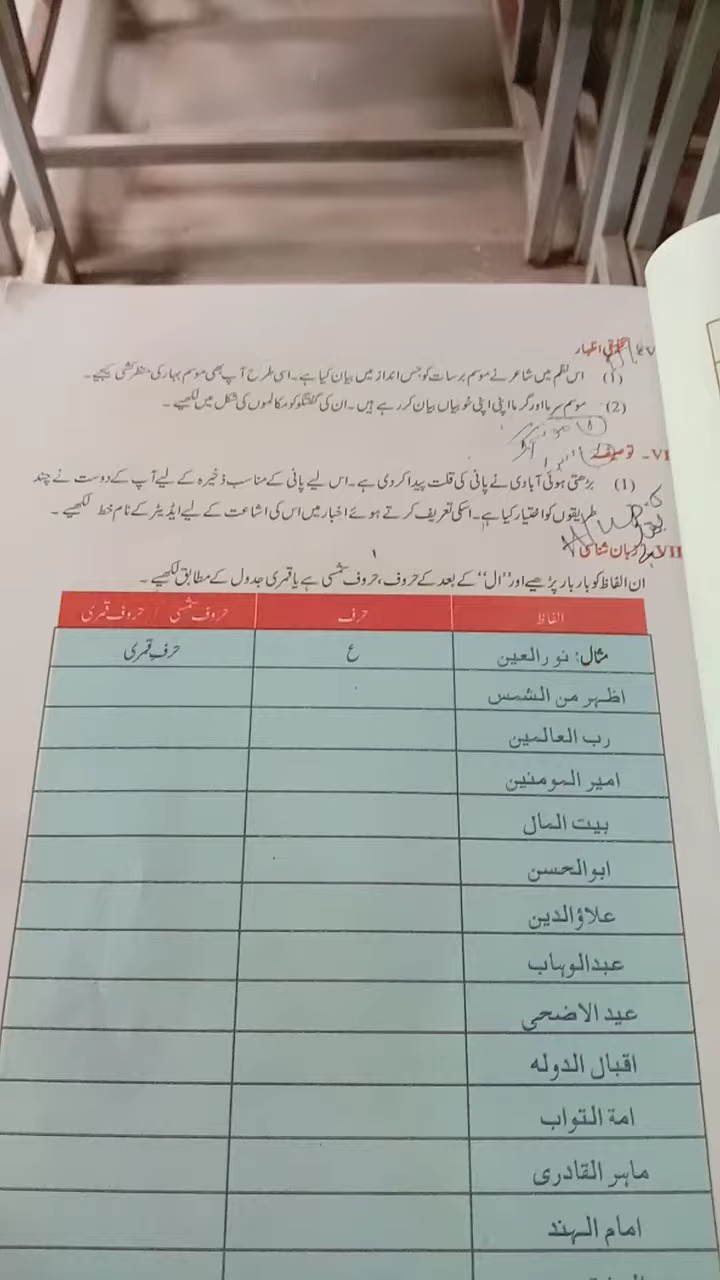 تخلیقی اظہار
(1) اس نظم میں شاعر نے موسم برسات کو جس انداز میں بیان کیا ہے۔ اسی طرح آپ بھی موسم بہار کی منظر کشی کیجیے۔
(2) موسم سرما اور گرما اپنی اپنی خوبیاں بیان کر رہے ہیں۔ ان کی گفتگو کو مکالموں کی شکل میں لکھیے۔
VI۔ توصیف
(1) بڑھتی ہوئی آبادی نے پانی کی قلت پیدا کر دی ہے۔ اس لیے پانی کے مناسب ذخیرہ کے لیے آپ کے دوست نے چند
طریقوں کو اختیار کیا ہے۔ اسکی تعریف کرتے ہوئے اخبار میں اس کی اشاعت کے لیے ایڈیٹر کے نام خط لکھیے۔
VII۔ زبان شناسی
ان الفاظ کو بار بار پڑھیے اور "ال" کے بعد کے حروف، حروف شمسی ہے یا قمری جدول کے مطابق لکھیے۔
الفاظ حرف حروف شمسی / حروف قمری
مثال: نور العین ع حرف قمری
اظہر من الشمس
رب العالمین
امیر المومنین
بیت المال
ابوالحسن
علاؤالدین
عبدالوہاب
عید الاضحی
اقبال الدولہ
امۃ التواب
ماہر القادری
امام الہند